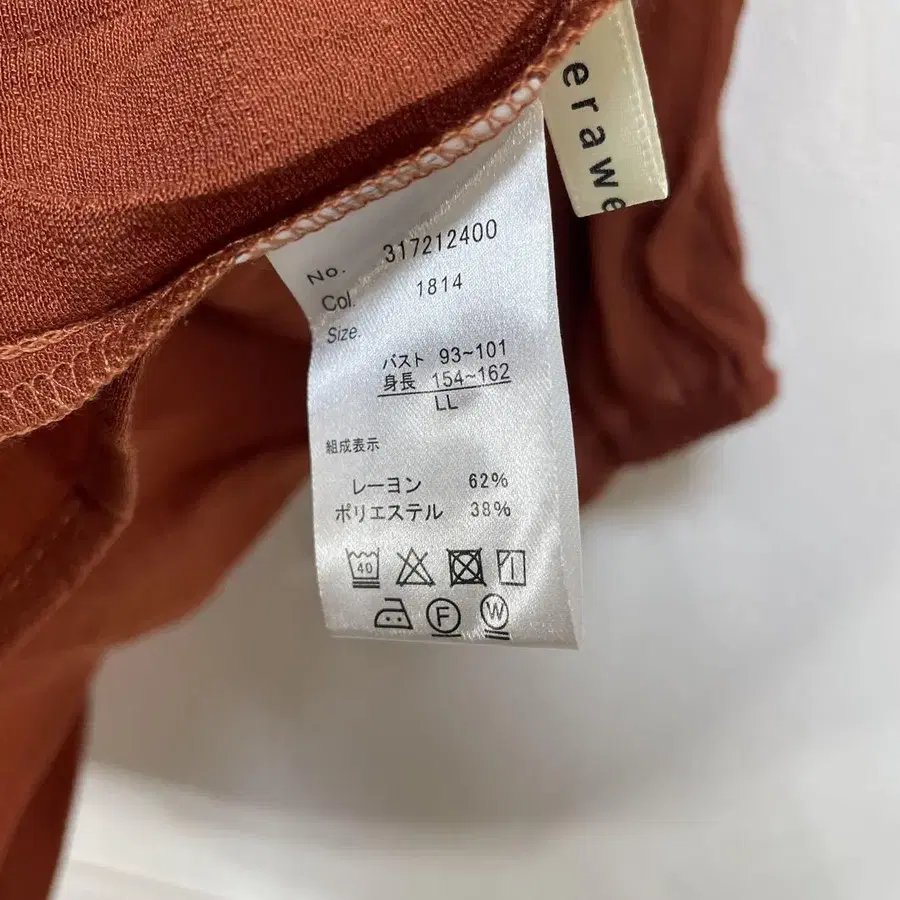 erawe
No. 317212400
Col. 1814
Size.
バスト 93~101
身長 154~162
LL
組成表示
レーヨン 62%
ポリエステル 38%
40
F W